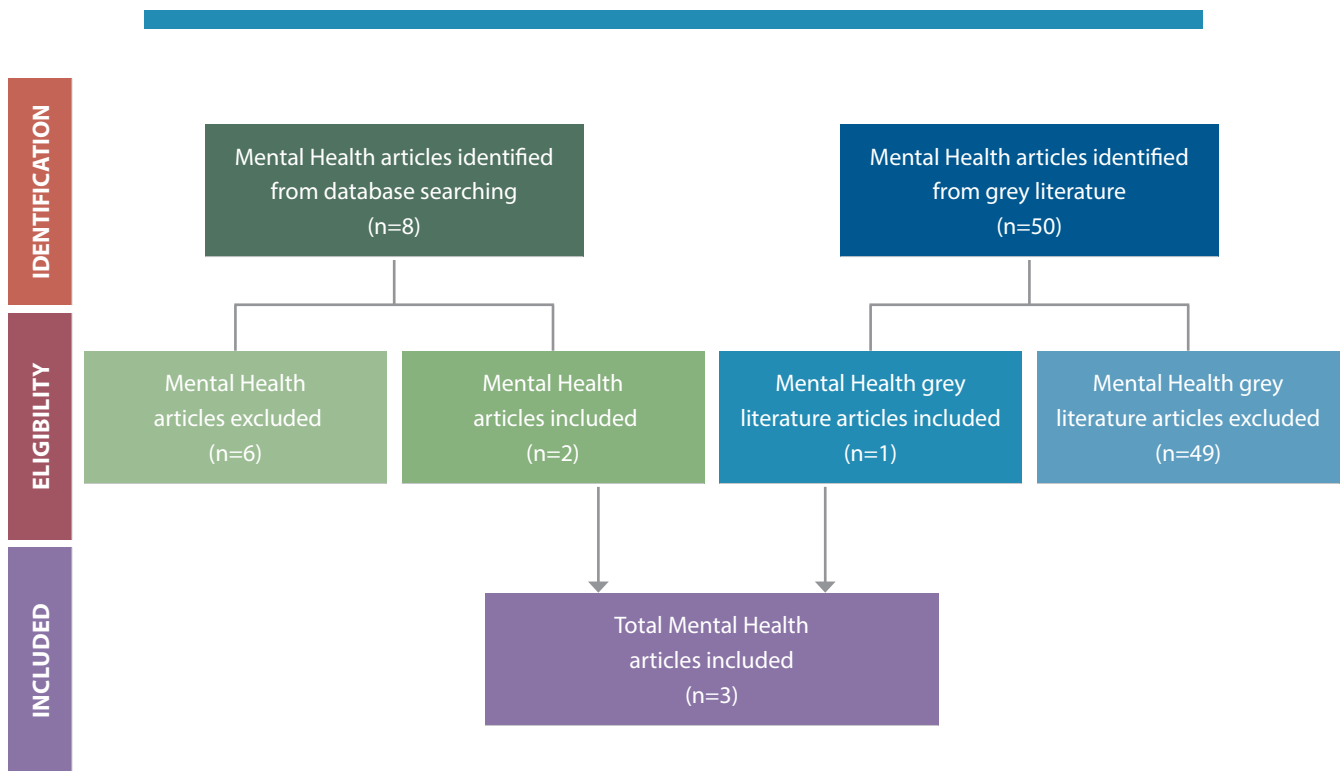 IDENTIFICATION
Mental Health articles identified
from database searching
(n=8)
Mental Health articles identified
from grey literature
(n=50)
ELIGIBILITY
Mental Health
articles excluded
(n=6)
Mental Health
articles included
(n=2)
Mental Health grey
literature articles included
(n=1)
Mental Health grey
literature articles excluded
(n=49)
INCLUDED
Total Mental Health
articles included
(n=3)